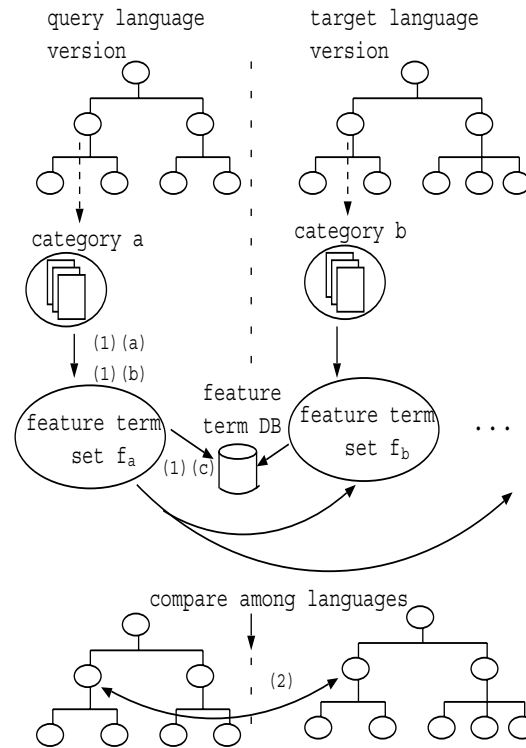 query language
version
target language
version
category a
category b
(1)(a)
(1)(b)
feature
term DB
feature term
set fa
feature term
set fb
...
(1)(c)
compare among languages
(2)